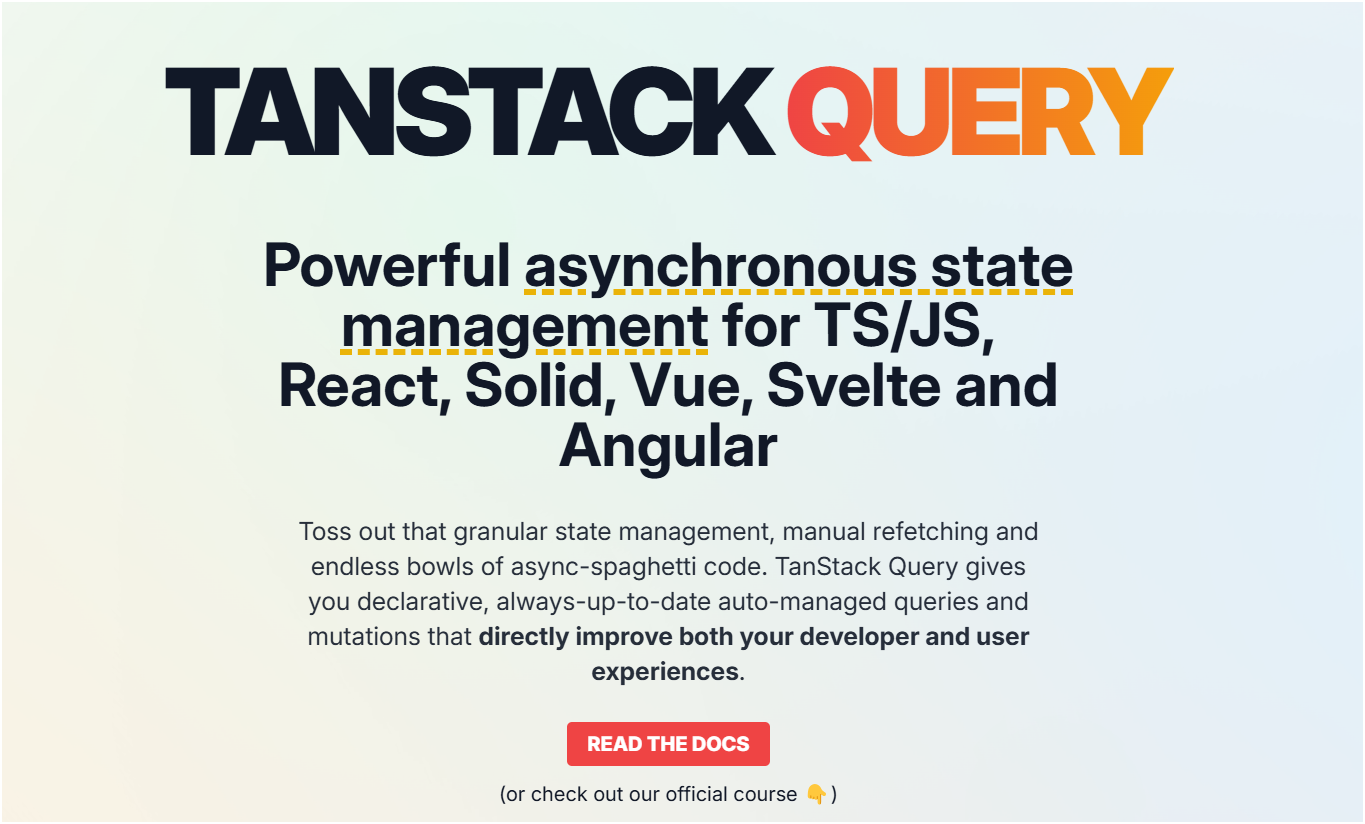 TANSTACK QUERY
Powerful asynchronous state
management for TS/JS,
React, Solid, Vue, Svelte and
Angular
Toss out that granular state management, manual refetching and
endless bowls of async-spaghetti code. TanStack Query gives
you declarative, always-up-to-date auto-managed queries and
mutations that directly improve both your developer and user
experiences.
READ THE DOCS
(or check out our official course 👇)